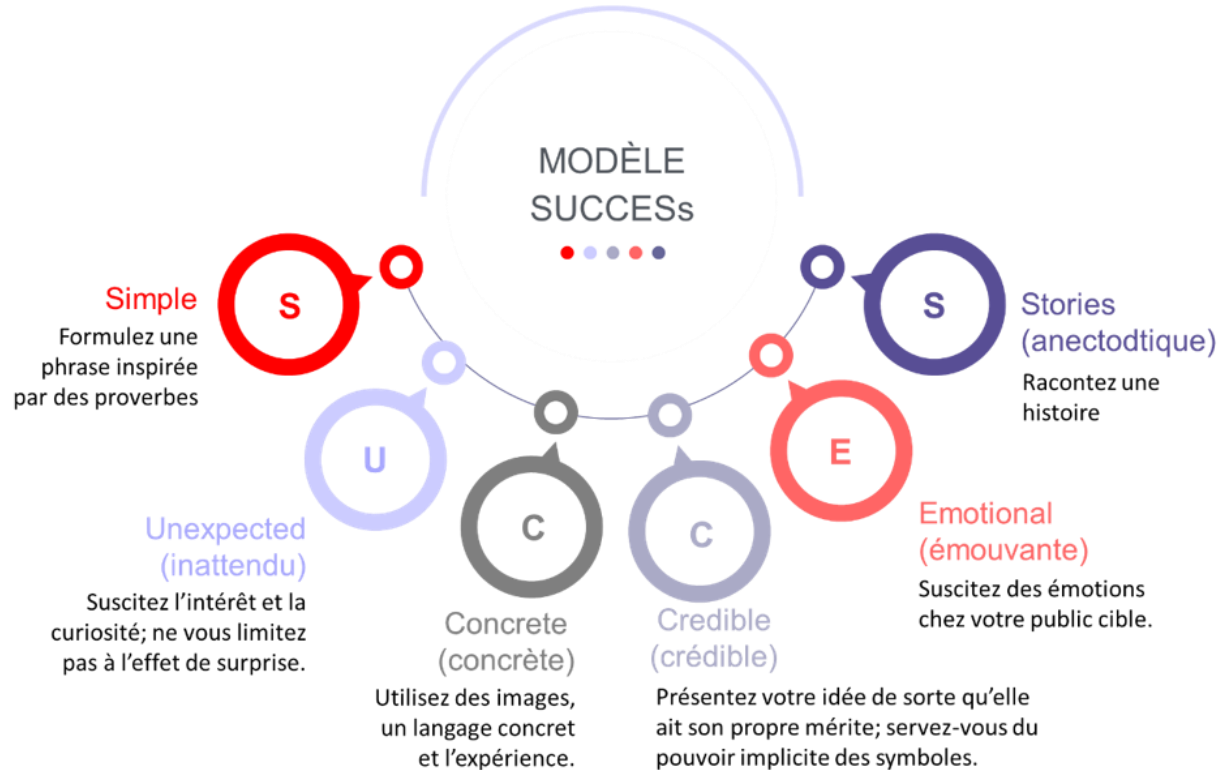 MODÈLE
SUCCESs
S
Simple
Formulez une
phrase inspirée
par des proverbes
U
Unexpected
(inattendu)
Suscitez l’intérêt et la
curiosité; ne vous limitez
pas à l’effet de surprise.
C
Concrete
(concrète)
Utilisez des images,
un langage concret
et l’expérience.
C
Credible
(crédible)
Présentez votre idée de sorte qu’elle
ait son propre mérite; servez-vous du
pouvoir implicite des symboles.
E
Emotional
(émouvante)
Suscitez des émotions
chez votre public cible.
S
Stories
(anectodtique)
Racontez une
histoire